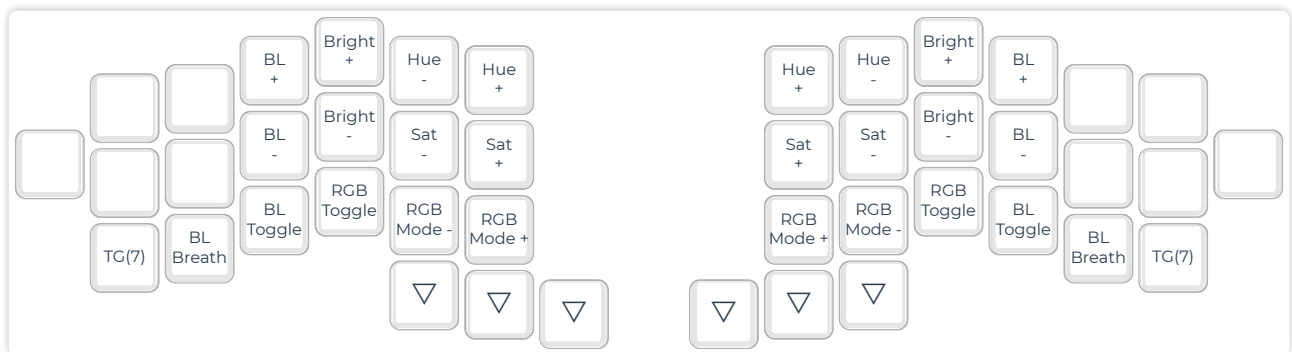 Bright
+
Bright
+
BL
+
Hue
-
Hue
-
BL
+
Hue
+
Hue
+
Bright
-
Bright
-
BL
-
Sat
-
Sat
-
BL
-
Sat
+
Sat
+
RGB
Toggle
RGB
Toggle
BL
Toggle
RGB
Mode -
RGB
Mode -
BL
Toggle
RGB
Mode +
RGB
Mode +
TG(7)
BL
Breath
BL
Breath
TG(7)
▽
▽
▽
▽
▽
▽